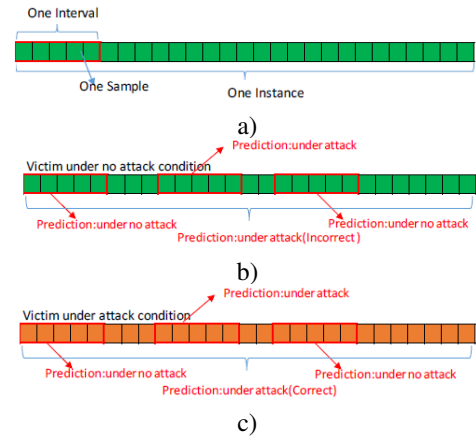 One Interval
One Sample
One Instance
a)
Prediction:under attack
Victim under no attack condition
Prediction:under no attack
Prediction:under no attack
Prediction:under attack(Incorrect )
b)
Prediction:under attack
Victim under attack condition
Prediction:under no attack
Prediction:under no attack
Prediction:under attack(Correct)
c)